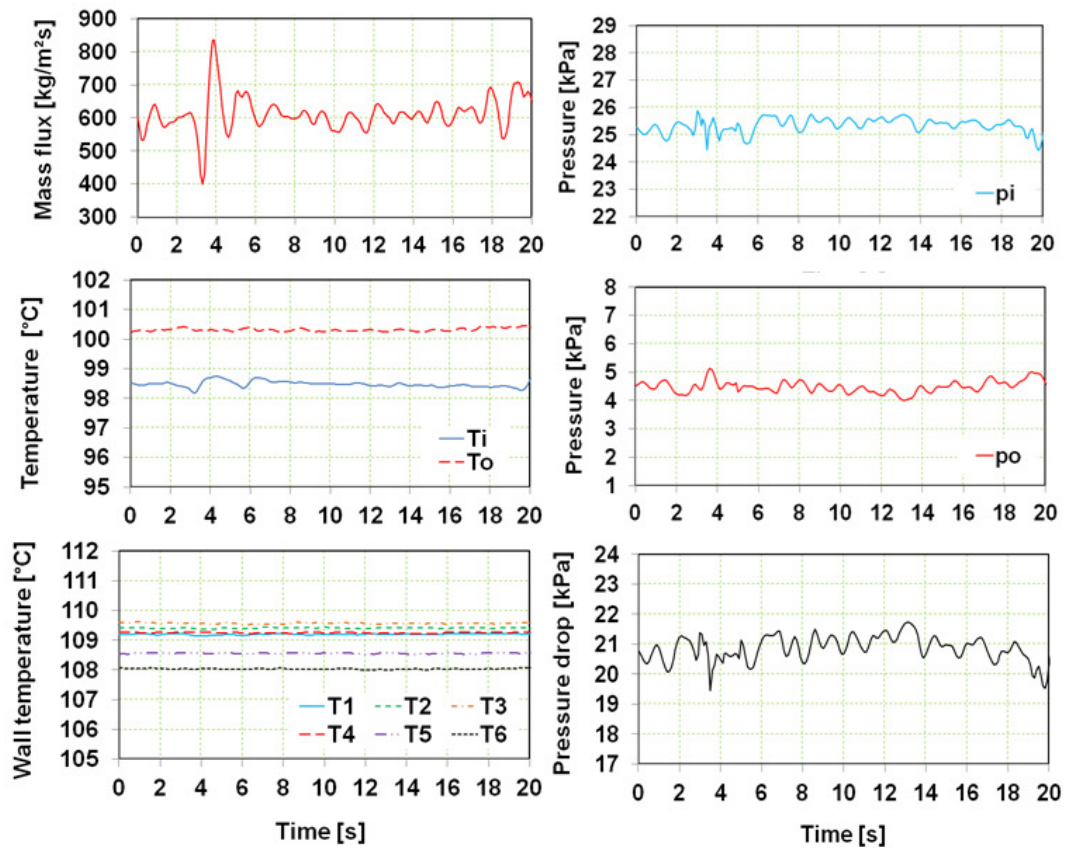 Mass flux [kg/m²s]
900
800
700
600
500
400
300
0 2 4 6 8 10 12 14 16 18 20
Pressure [kPa]
29
28
27
26
25
24
23
22
pi
0 2 4 6 8 10 12 14 16 18 20
Temperature [°C]
102
101
100
99
98
97
96
95
Ti
To
0 2 4 6 8 10 12 14 16 18 20
Pressure [kPa]
8
7
6
5
4
3
2
1
po
0 2 4 6 8 10 12 14 16 18 20
Wall temperature [°C]
112
111
110
109
108
107
106
105
T1 T2 T3
T4 T5 T6
0 2 4 6 8 10 12 14 16 18 20
Time [s]
Pressure drop [kPa]
24
23
22
21
20
19
18
17
0 2 4 6 8 10 12 14 16 18 20
Time [s]